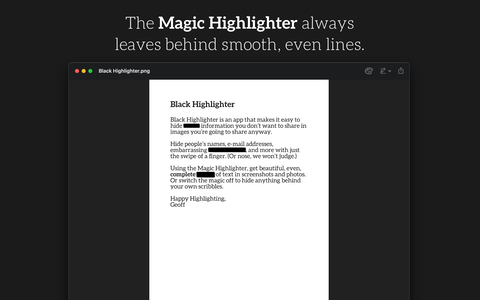 The Magic Highlighter always
leaves behind smooth, even lines.
Black Highlighter.png
Black Highlighter
Black Highlighter is an app that makes it easy to
hide information you don't want to share in
images you're going to share anyway.
Hide people's names, e-mail addresses,
embarrassing , and more with just
the swipe of a finger. (Or nose, we won't judge.)
Using the Magic Highlighter, get beautiful, even,
complete of text in screenshots and photos.
Or switch the magic off to hide anything behind
your own scribbles.
Happy Highlighting,
Geoff